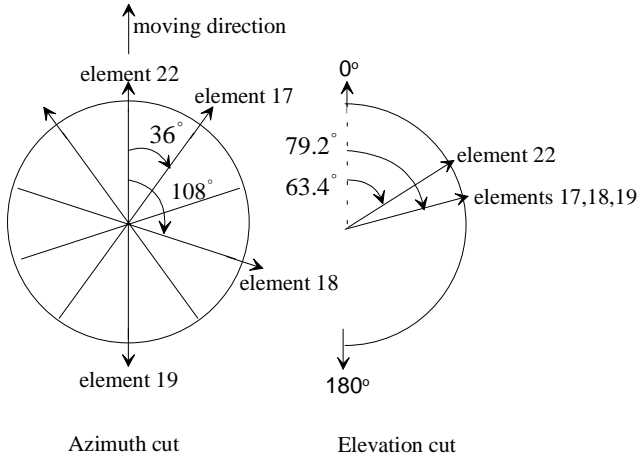 moving direction
element 22
element 17
36°
108°
element 18
element 19
Azimuth cut
0°
79.2°
63.4°
element 22
elements 17,18,19
180°
Elevation cut